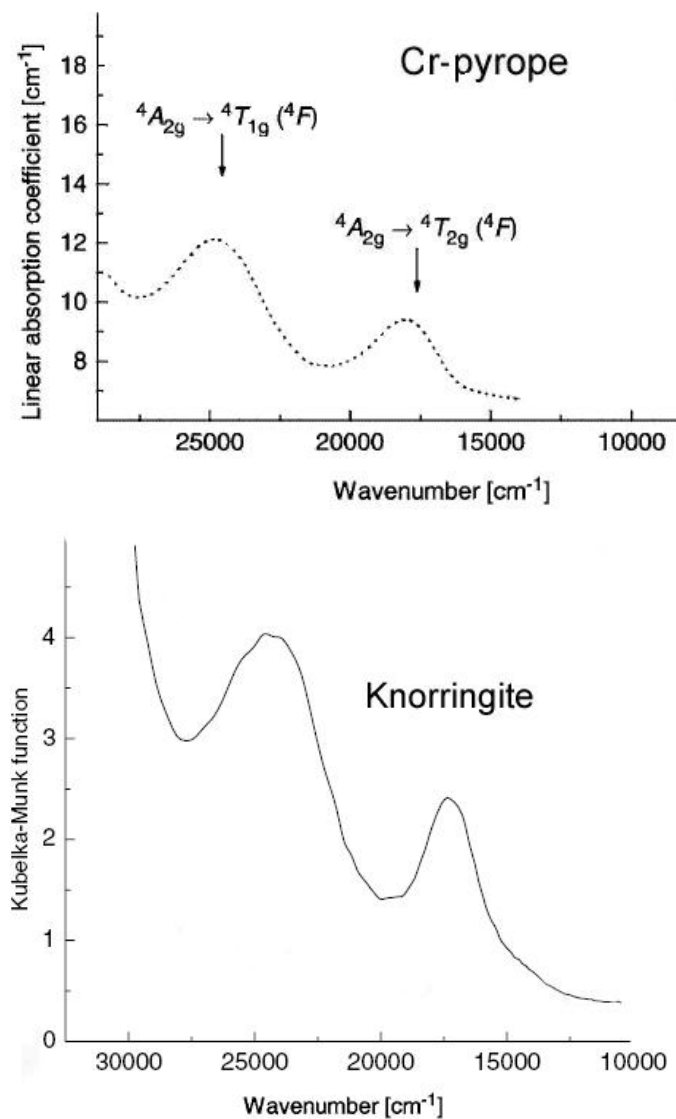 Cr-pyrope
Linear absorption coefficient [cm⁻¹]
18
16
14
12
10
8
⁴A₂g → ⁴T₁g (⁴F)
⁴A₂g → ⁴T₂g (⁴F)
25000 20000 15000 10000
Wavenumber [cm⁻¹]
Knorringite
Kubelka-Munk function
4
3
2
1
0
30000 25000 20000 15000 10000
Wavenumber [cm⁻¹]